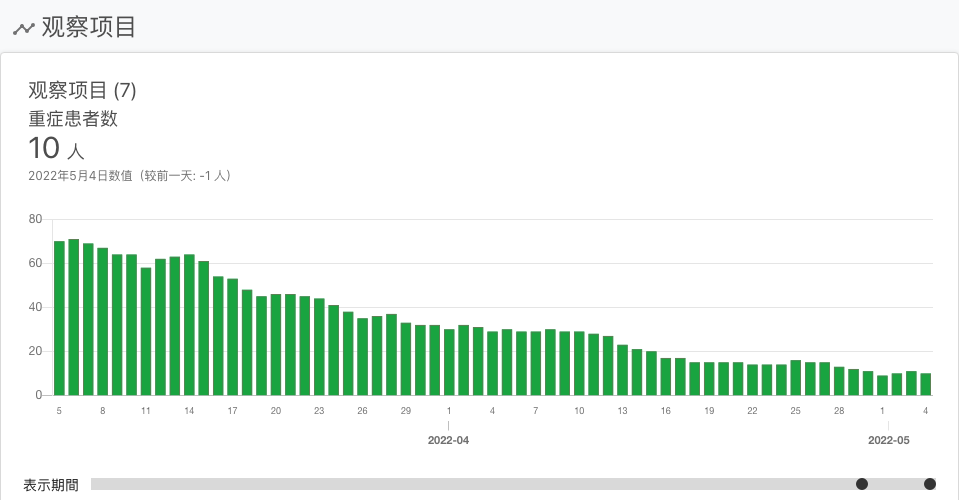 观察项目
观察项目 (7)
重症患者数
10 人
2022年5月4日数值（较前一天: -1 人）
80
60
40
20
0
5 8 11 14 17 20 23 26 29 1 4 7 10 13 16 19 22 25 28 1 4
2022-04 2022-05
表示期間